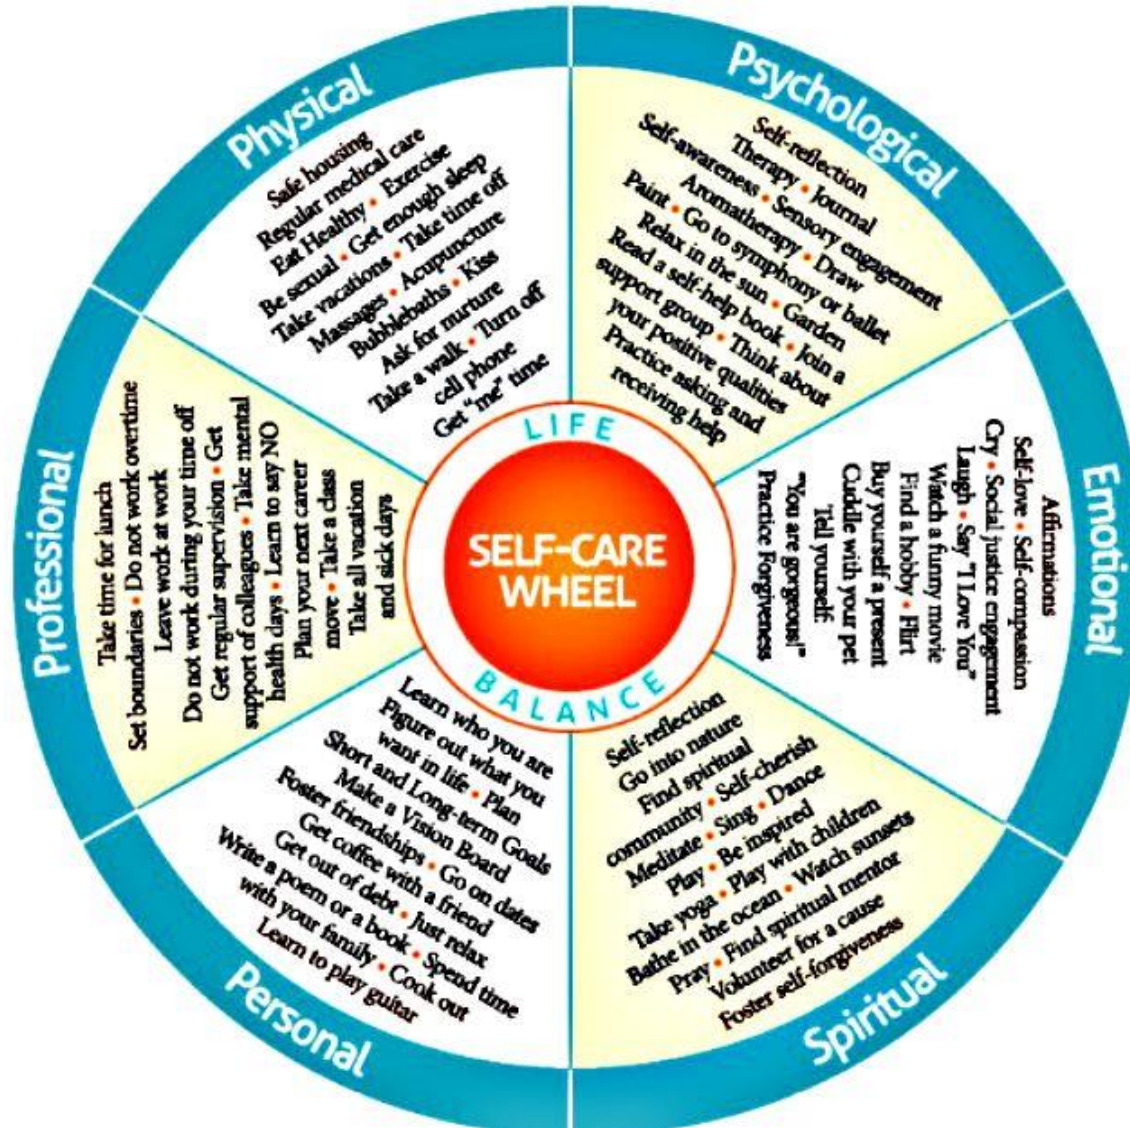 Physical
Safe housing
Regular medical care
Eat Healthy • Exercise
Be sexual • Get enough sleep
Take vacations • Take time off
Massages • Acupuncture
Bubblebaths • Kiss
Ask for nurture
Take a walk • Turn off
cell phone
Get "me" time
Psychological
Self-reflection
Therapy • Journal
Self-awareness • Sensory engagement
Aromatherapy • Draw
Paint • Go to symphony or ballet
Relax in the sun • Garden
Read a self-help book • Join a
support group • Think about
your positive qualities
Practice asking and
receiving help
Emotional
Affirmations
Self-love • Self-compassion
Cry • Social justice engagement
Laugh • Say "I Love You"
Watch a funny movie
Find a hobby • Flirt
Buy yourself a present
Cuddle with your pet
Tell yourself:
"You are gorgeous!"
Practice Forgiveness
Spiritual
Self-reflection
Go into nature
Find spiritual
community • Self-cherish
Meditate • Sing • Dance
Play • Be inspired
Take yoga • Play with children
Bathe in the ocean • Watch sunsets
Pray • Find spiritual mentor
Volunteer for a cause
Foster self-forgiveness
Personal
Learn who you are
Figure out what you
want in life • Plan
Short and Long-term Goals
Make a Vision Board
Foster friendships • Go on dates
Get coffee with a friend
Get out of debt • Just relax
Write a poem or a book • Spend time
with your family • Cook out
Learn to play guitar
Professional
Take time for lunch
Set boundaries • Do not work overtime
Leave work at work
Do not work during your time off
Get regular supervision • Get
support of colleagues • Take mental
health days • Learn to say NO
Plan your next career
move • Take a class
Take all vacation
and sick days
LIFE
SELF-CARE
WHEEL
BALANCE